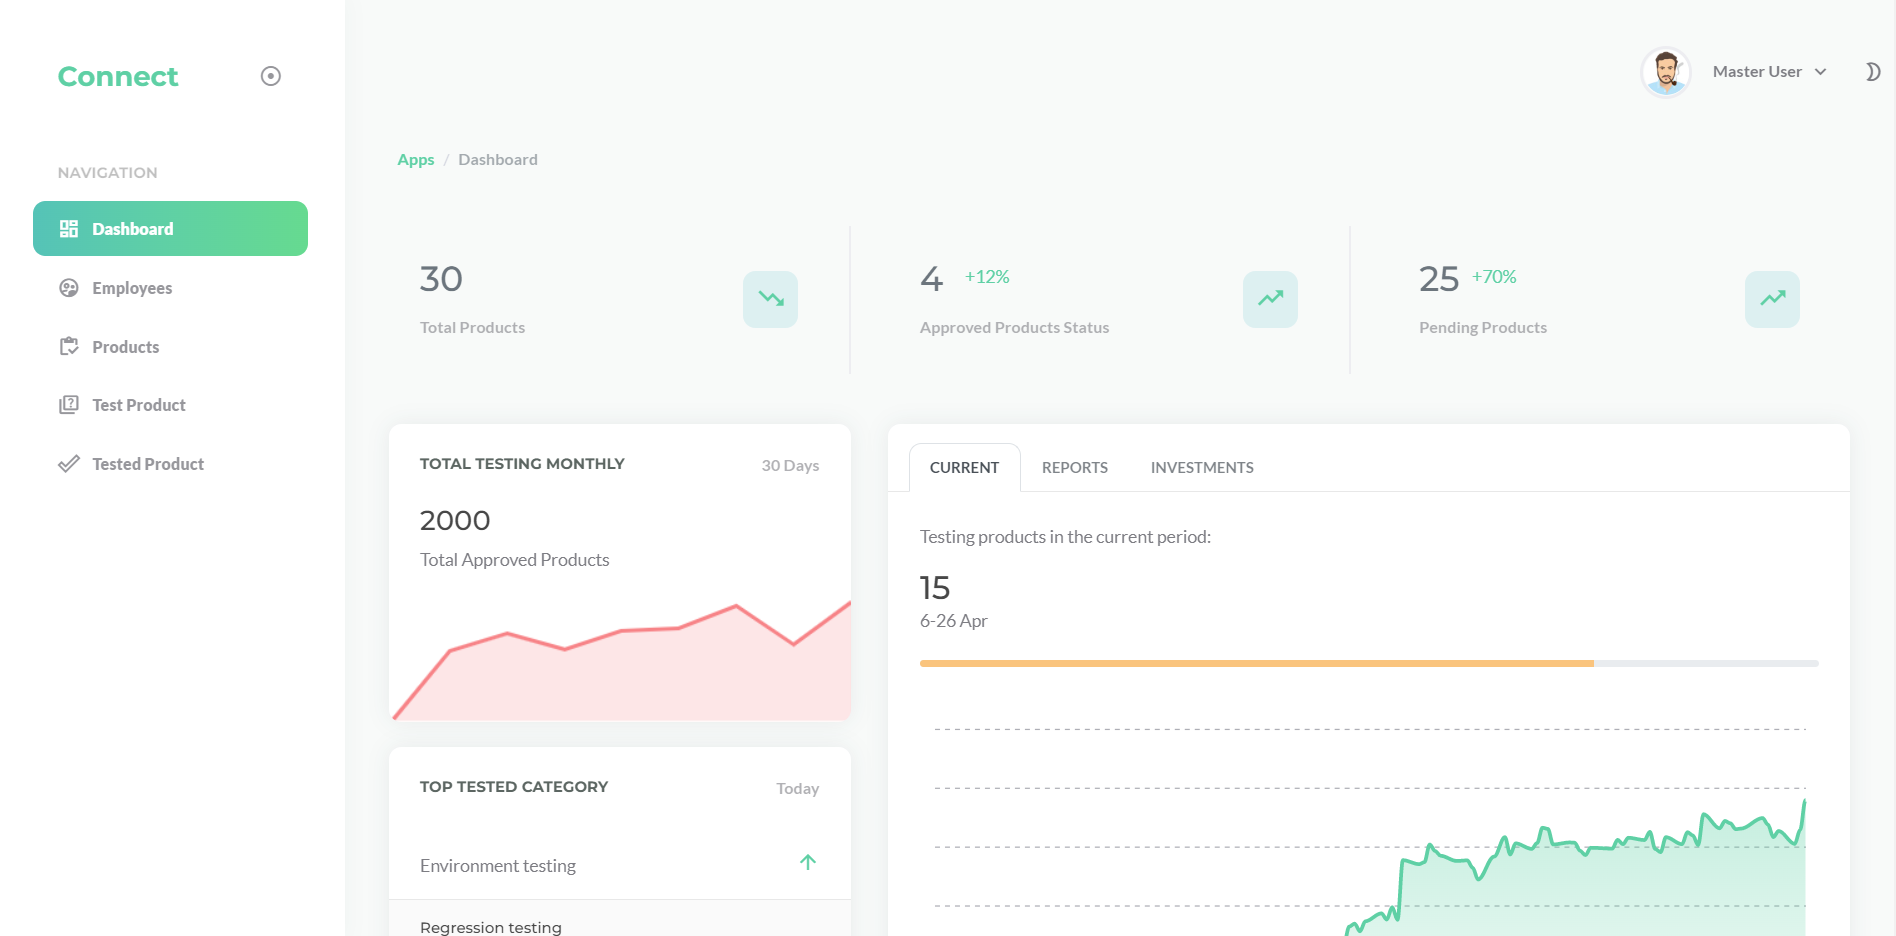 Connect
Master User
NAVIGATION
Dashboard
Employees
Products
Test Product
Tested Product
Apps / Dashboard
30
Total Products
4 +12%
Approved Products Status
25 +70%
Pending Products
TOTAL TESTING MONTHLY
30 Days
2000
Total Approved Products
TOP TESTED CATEGORY
Today
Environment testing
Regression testing
CURRENT
REPORTS
INVESTMENTS
Testing products in the current period:
15
6-26 Apr